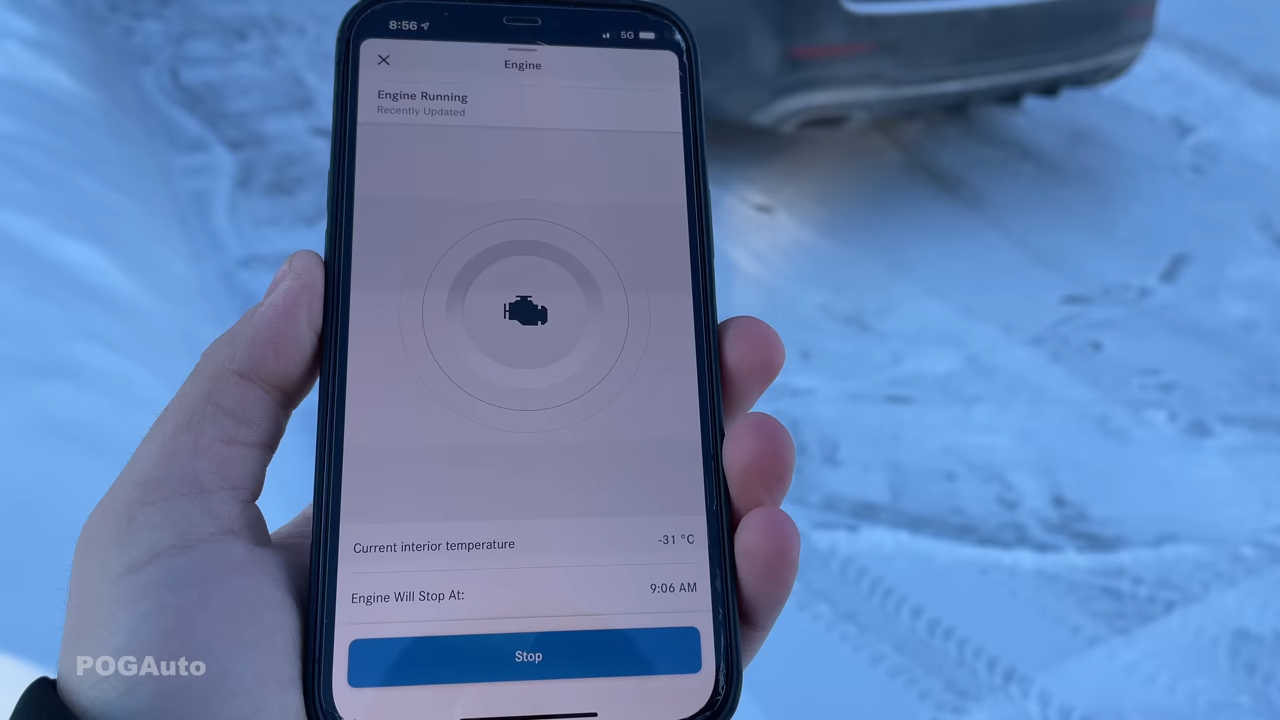 8:56
5G
Engine
Engine Running
Recently Updated
Current interior temperature -31 °C
Engine Will Stop At: 9:06 AM
Stop
POGAuto